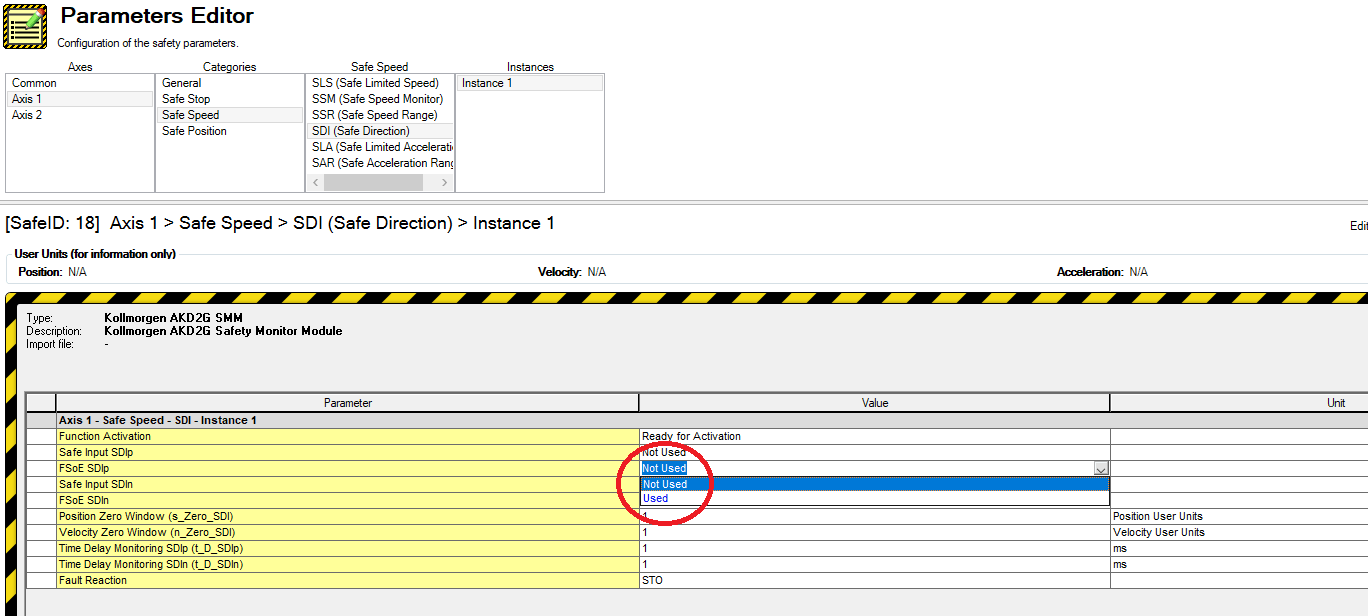 Parameters Editor
Configuration of the safety parameters.
Axes Categories Safe Speed Instances
Common General SLS (Safe Limited Speed) Instance 1
Axis 1 Safe Stop SSM (Safe Speed Monitor)
Axis 2 Safe Speed SSR (Safe Speed Range)
Safe Position SDI (Safe Direction)
SLA (Safe Limited Accelerati
SAR (Safe Acceleration Rang
[SafeID: 18] Axis 1 > Safe Speed > SDI (Safe Direction) > Instance 1
Edit
User Units (for information only)
Position: N/A Velocity: N/A Acceleration: N/A
Type: Kollmorgen AKD2G SMM
Description: Kollmorgen AKD2G Safety Monitor Module
Import file: -
Parameter Value Unit
Axis 1 - Safe Speed - SDI - Instance 1
Function Activation Ready for Activation
Safe Input SDIp Not Used
FSoE SDIp Not Used
Safe Input SDIn Not Used
FSoE SDIn Used
Position Zero Window (s_Zero_SDI) 1 Position User Units
Velocity Zero Window (n_Zero_SDI) 1 Velocity User Units
Time Delay Monitoring SDIp (t_D_SDIp) 1 ms
Time Delay Monitoring SDIn (t_D_SDIn) 1 ms
Fault Reaction STO